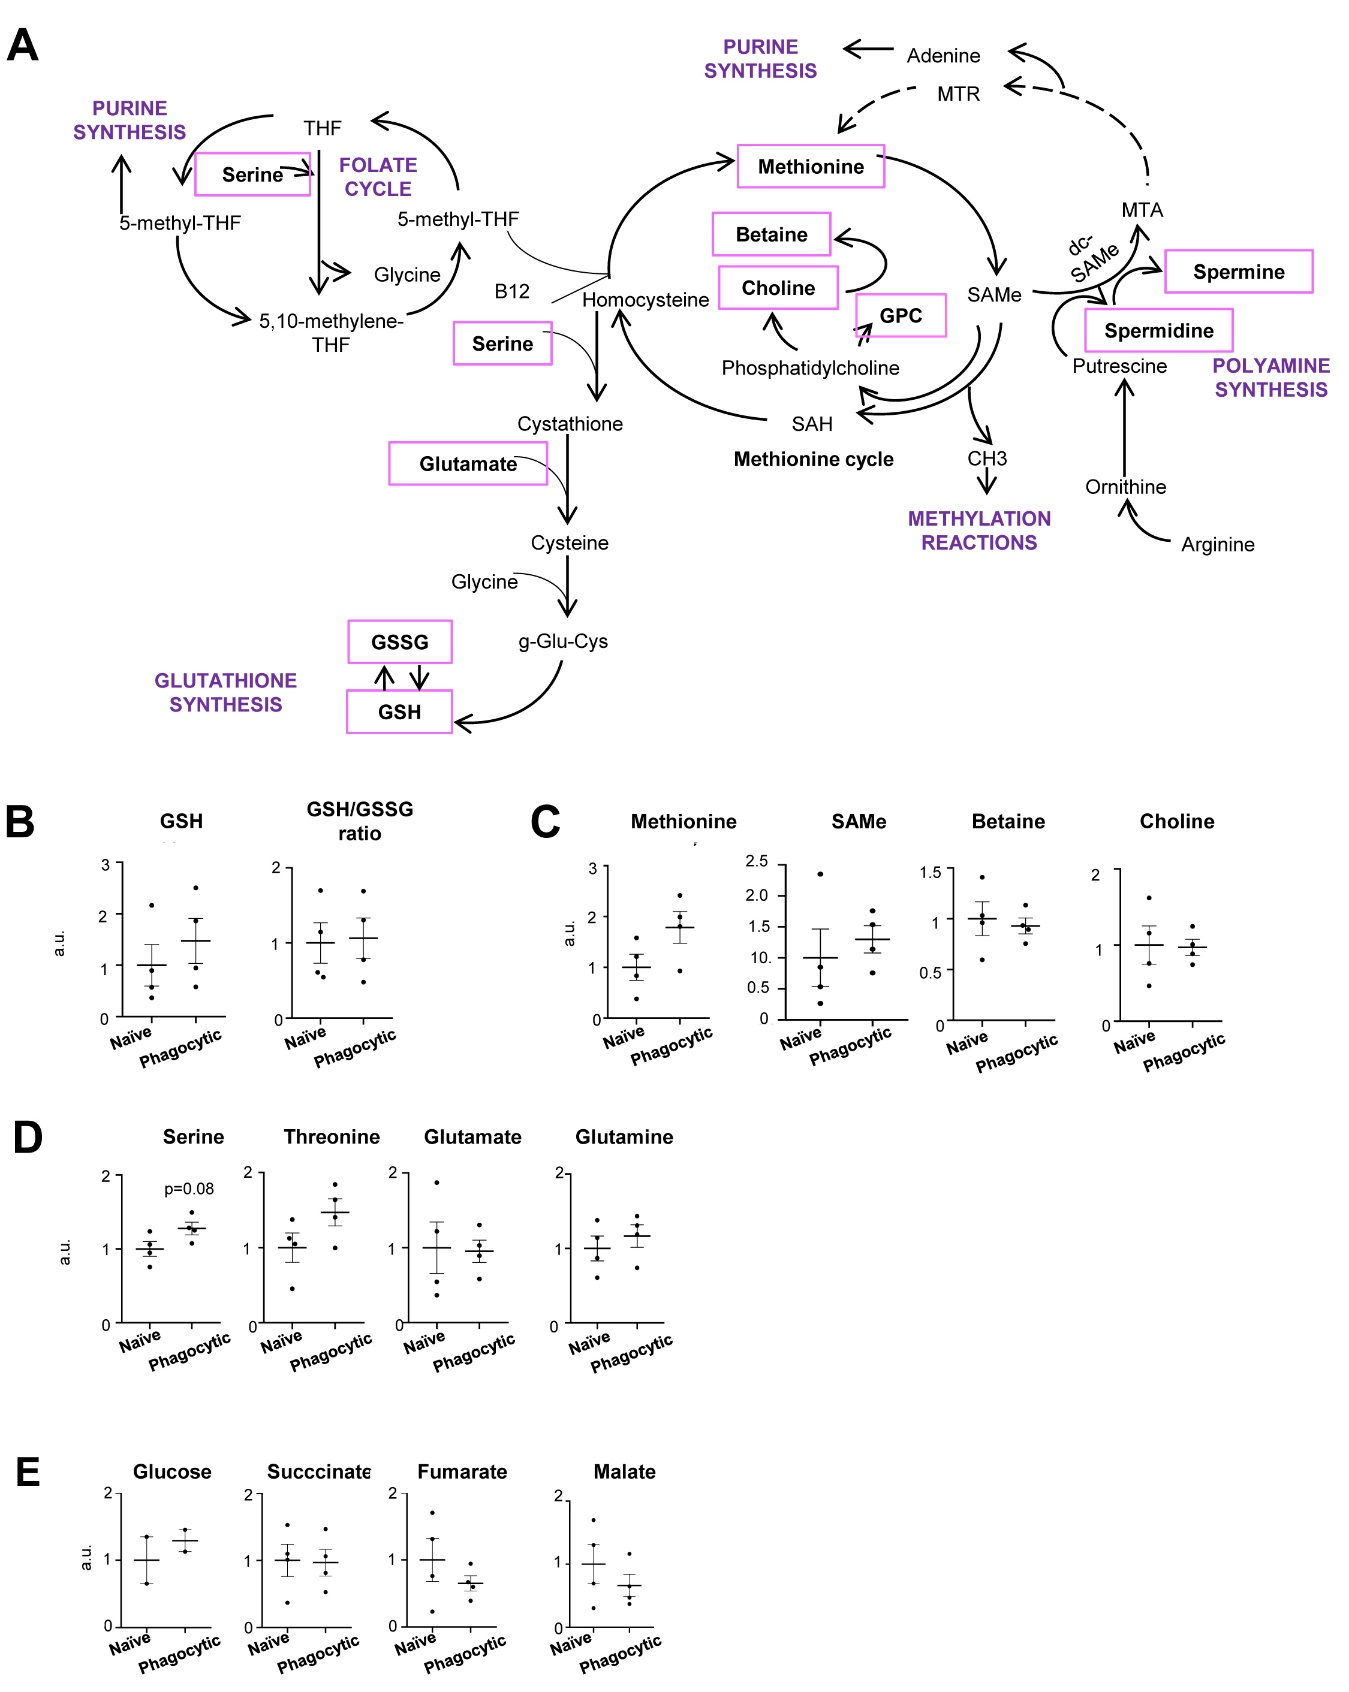 A
PURINE
SYNTHESIS
Adenine
MTR
PURINE
SYNTHESIS
THF
Serine
FOLATE
CYCLE
Methionine
5-methyl-THF
5-methyl-THF
Betaine
MTA
dc-
SAMe
Glycine
B12
Homocysteine
Choline
SAMe
Spermine
GPC
5,10-methylene-
THF
Serine
Spermidine
Phosphatidylcholine
Putrescine
POLYAMINE
SYNTHESIS
Cystathione
SAH
Methionine cycle
CH3
Glutamate
Ornithine
METHYLATION
REACTIONS
Cysteine
Arginine
Glycine
GSSG
g-Glu-Cys
GLUTATHIONE
SYNTHESIS
GSH
B
GSH
3
2
1
0
a.u.
Naïve
Phagocytic
GSH/GSSG
ratio
2
1
0
Naïve
Phagocytic
C
Methionine
3
2
1
0
a.u.
Naïve
Phagocytic
SAMe
2.5
2.0
1.5
10.
0.5
0
Naïve
Phagocytic
Betaine
1.5
1
0.5
0
Naïve
Phagocytic
Choline
2
1
0
Naïve
Phagocytic
D
Serine
2
1
0
a.u.
p=0.08
Naïve
Phagocytic
Threonine
2
1
0
Naïve
Phagocytic
Glutamate
2
1
0
Naïve
Phagocytic
Glutamine
2
1
0
Naïve
Phagocytic
E
Glucose
2
1
0
a.u.
Naïve
Phagocytic
Succcinate
2
1
0
Naïve
Phagocytic
Fumarate
2
1
0
Naïve
Phagocytic
Malate
2
1
0
Naïve
Phagocytic